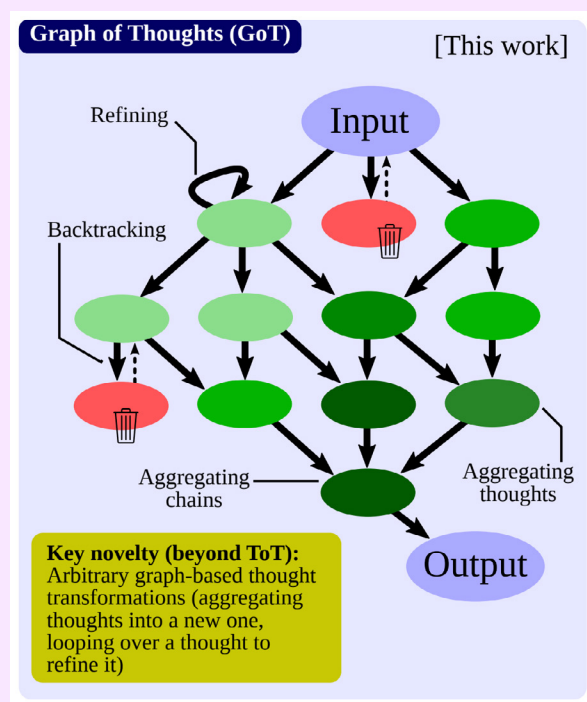 Graph of Thoughts (GoT)
[This work]
Refining
Input
Backtracking
Aggregating
chains
Aggregating
thoughts
Output
Key novelty (beyond ToT):
Arbitrary graph-based thought
transformations (aggregating
thoughts into a new one,
looping over a thought to
refine it)